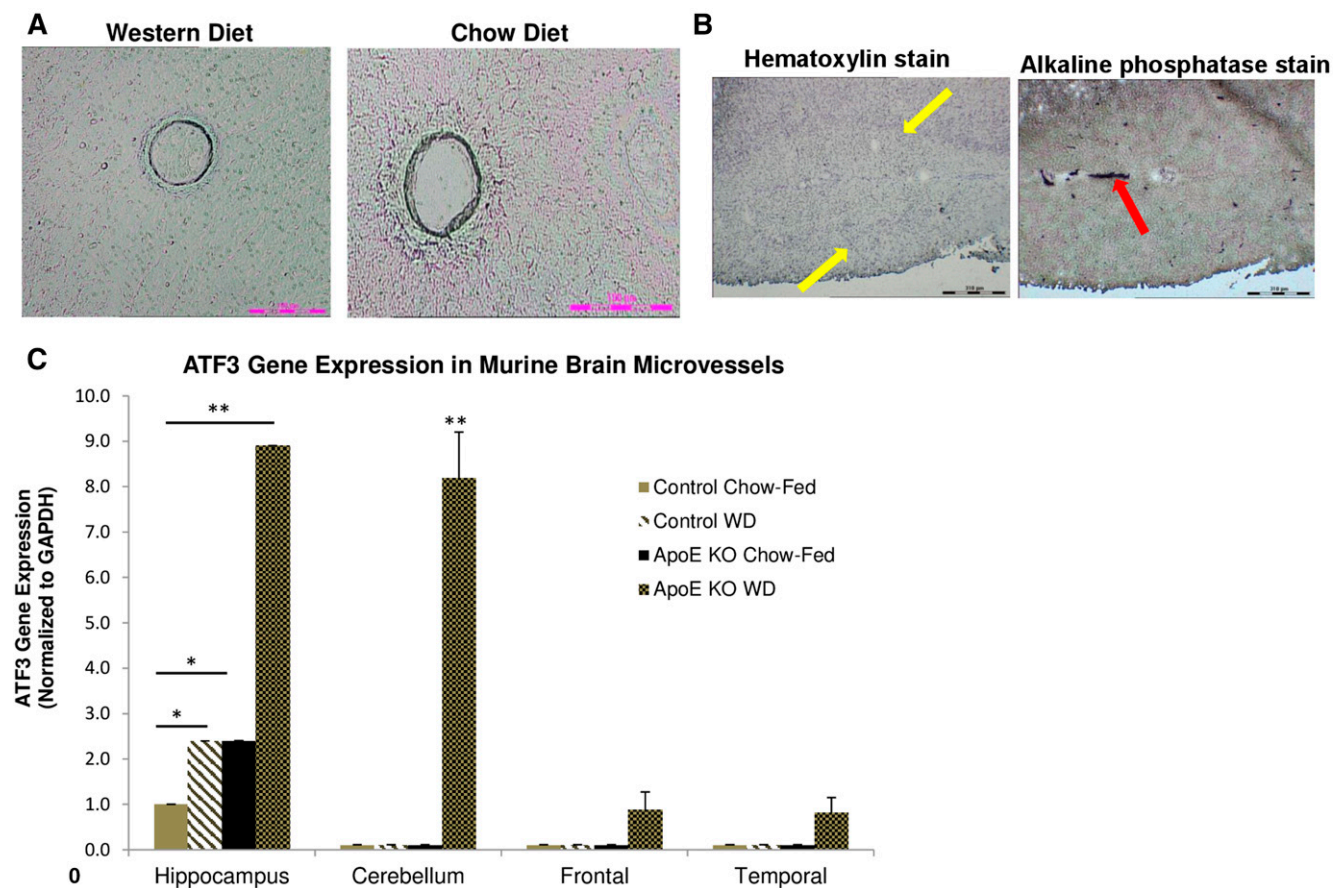 A
Western Diet
Chow Diet
B
Hematoxylin stain
Alkaline phosphatase stain
C
ATF3 Gene Expression in Murine Brain Microvessels
ATF3 Gene Expression
(Normalized to GAPDH)
10.0
9.0
8.0
7.0
6.0
5.0
4.0
3.0
2.0
1.0
0.0
**
*
*
**
Control Chow-Fed
Control WD
ApoE KO Chow-Fed
ApoE KO WD
0
Hippocampus
Cerebellum
Frontal
Temporal